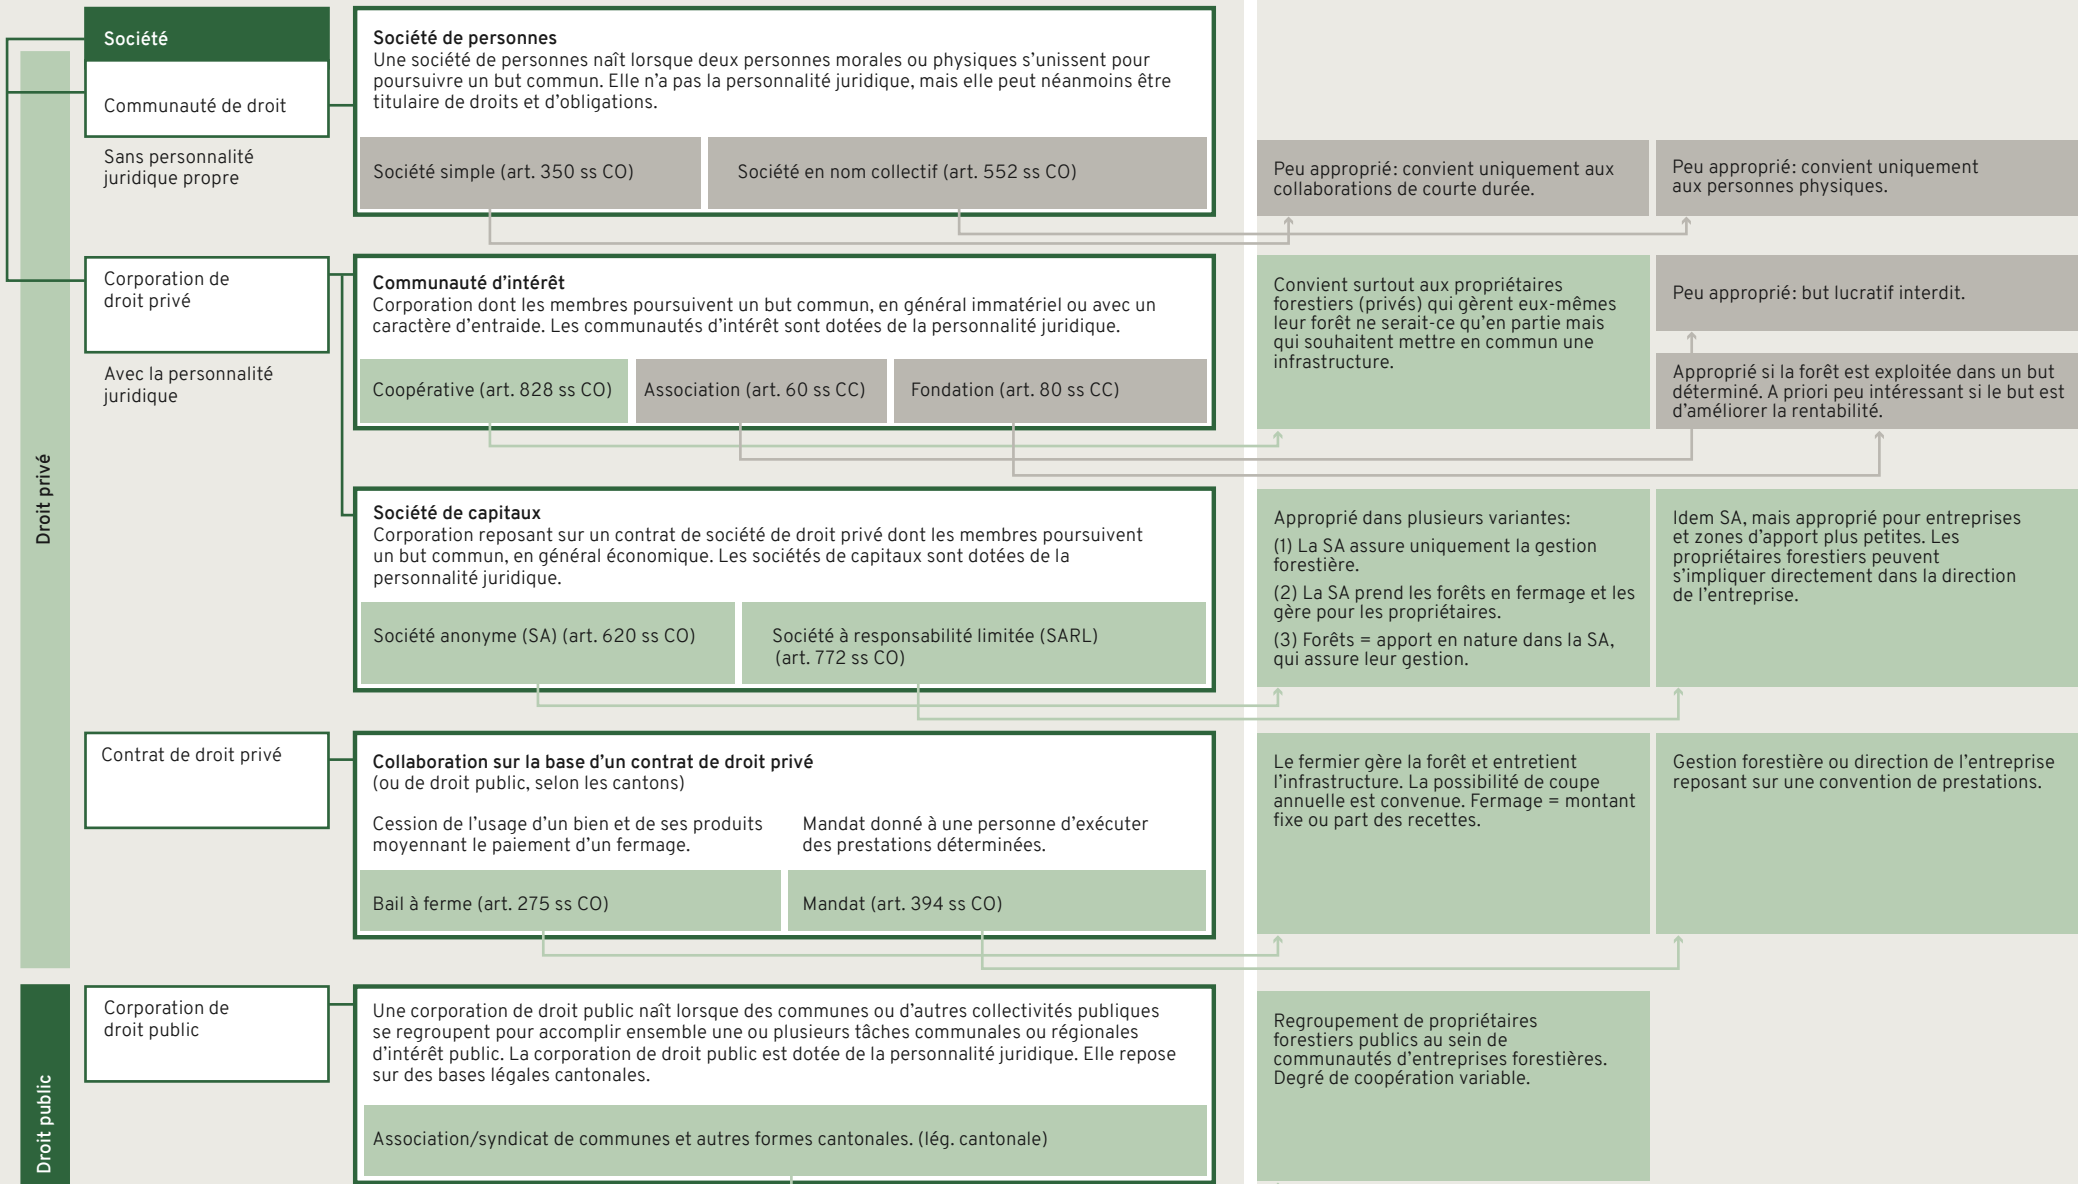 Droit privé
Société
Communauté de droit
Sans personnalité
juridique propre
Société de personnes
Une société de personnes naît lorsque deux personnes morales ou physiques s’unissent pour
poursuivre un but commun. Elle n’a pas la personnalité juridique, mais elle peut néanmoins être
titulaire de droits et d’obligations.
Société simple (art. 350 ss CO)
Société en nom collectif (art. 552 ss CO)
Peu approprié: convient uniquement aux
collaborations de courte durée.
Peu approprié: convient uniquement
aux personnes physiques.
Corporation de
droit privé
Avec la personnalité
juridique
Communauté d’intérêt
Corporation dont les membres poursuivent un but commun, en général immatériel ou avec un
caractère d’entraide. Les communautés d’intérêt sont dotées de la personnalité juridique.
Coopérative (art. 828 ss CO)
Association (art. 60 ss CC)
Fondation (art. 80 ss CC)
Convient surtout aux propriétaires
forestiers (privés) qui gèrent eux-mêmes
leur forêt ne serait-ce qu’en partie mais
qui souhaitent mettre en commun une
infrastructure.
Peu approprié: but lucratif interdit.
Approprié si la forêt est exploitée dans un but
déterminé. A priori peu intéressant si le but est
d’améliorer la rentabilité.
Société de capitaux
Corporation reposant sur un contrat de société de droit privé dont les membres poursuivent
un but commun, en général économique. Les sociétés de capitaux sont dotées de la
personnalité juridique.
Société anonyme (SA) (art. 620 ss CO)
Société à responsabilité limitée (SARL)
(art. 772 ss CO)
Approprié dans plusieurs variantes:
(1) La SA assure uniquement la gestion
forestière.
(2) La SA prend les forêts en fermage et les
gère pour les propriétaires.
(3) Forêts = apport en nature dans la SA,
qui assure leur gestion.
Idem SA, mais approprié pour entreprises
et zones d’apport plus petites. Les
propriétaires forestiers peuvent
s’impliquer directement dans la direction
de l’entreprise.
Contrat de droit privé
Collaboration sur la base d’un contrat de droit privé
(ou de droit public, selon les cantons)
Cession de l’usage d’un bien et de ses produits
moyennant le paiement d’un fermage.
Mandat donné à une personne d’exécuter
des prestations déterminées.
Bail à ferme (art. 275 ss CO)
Mandat (art. 394 ss CO)
Le fermier gère la forêt et entretient
l’infrastructure. La possibilité de coupe
annuelle est convenue. Fermage = montant
fixe ou part des recettes.
Gestion forestière ou direction de l’entreprise
reposant sur une convention de prestations.
Droit public
Corporation de
droit public
Une corporation de droit public naît lorsque des communes ou d’autres collectivités publiques
se regroupent pour accomplir ensemble une ou plusieurs tâches communales ou régionales
d’intérêt public. La corporation de droit public est dotée de la personnalité juridique. Elle repose
sur des bases légales cantonales.
Association/syndicat de communes et autres formes cantonales. (lég. cantonale)
Regroupement de propriétaires
forestiers publics au sein de
communautés d’entreprises forestières.
Degré de coopération variable.